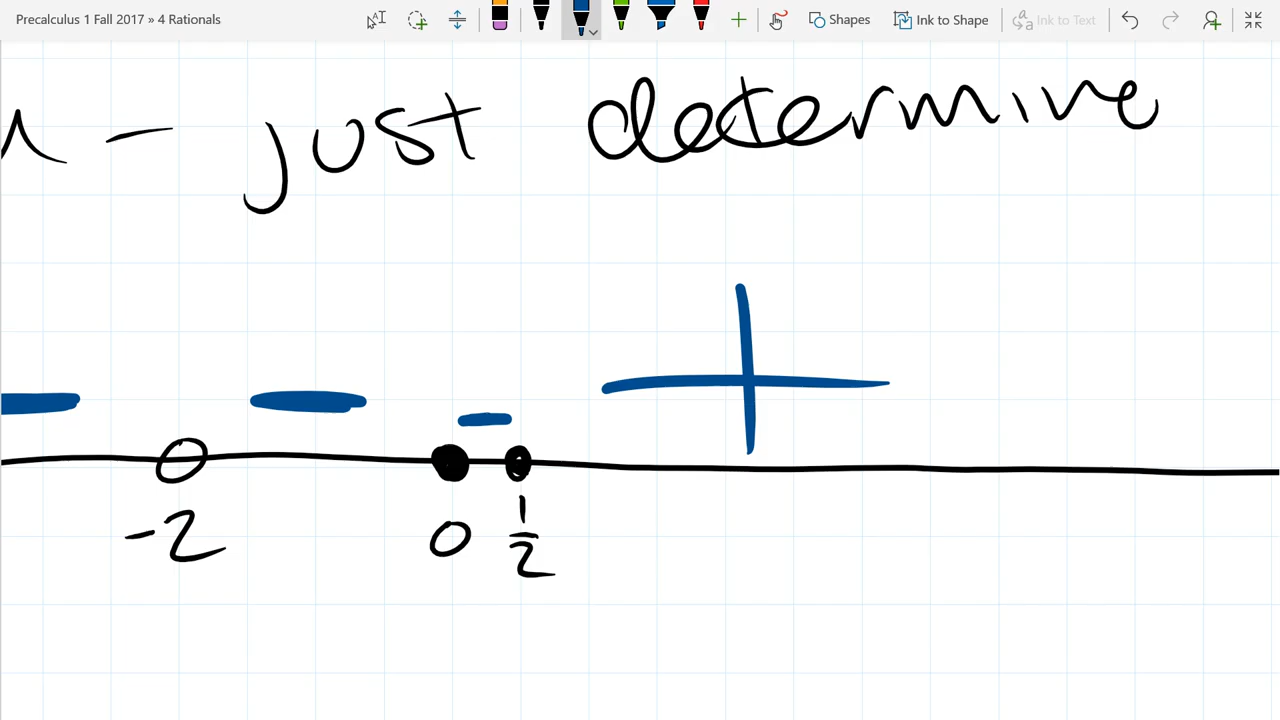 Precalculus 1 Fall 2017 » 4 Rationals
Shapes
Ink to Shape
Ink to Text
- just determine
-2
0
1/2